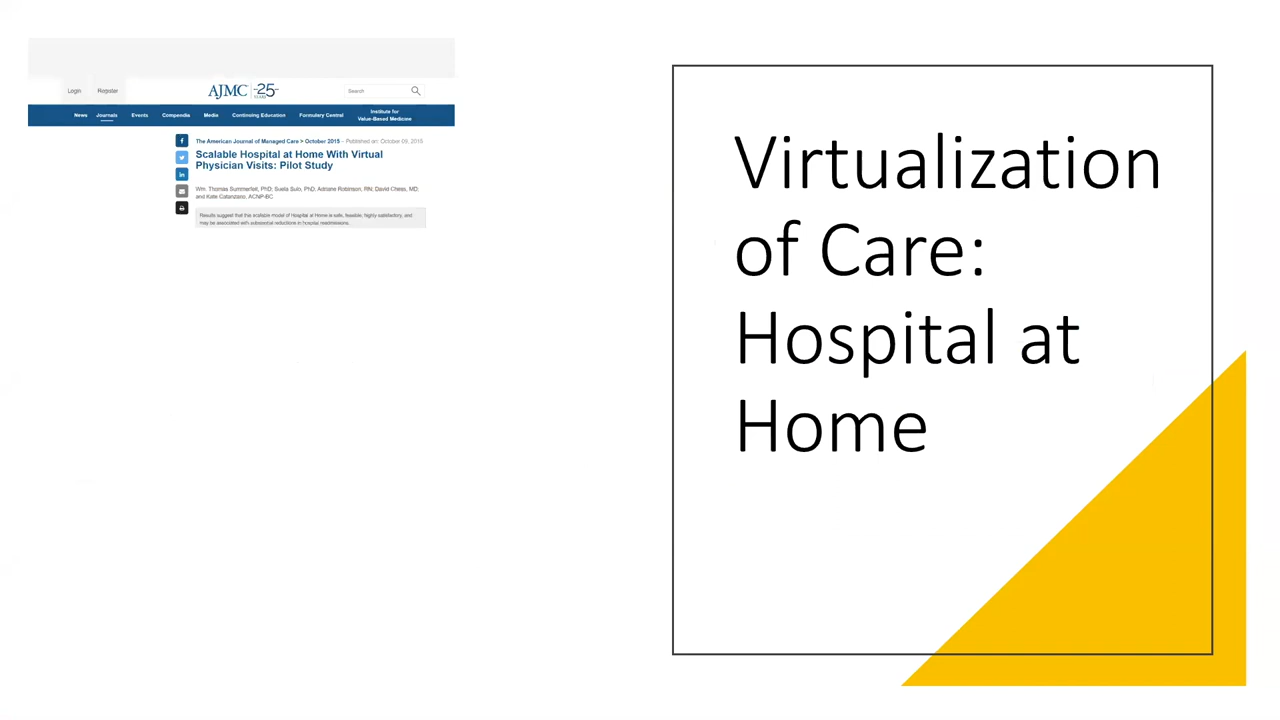 Login Register
AJMC 25 YEARS
Search
News Journals Events Compendia Media Continuing Education Formulary Central Institute for Value-Based Medicine
The American Journal of Managed Care > October 2015 – Published on: October 09, 2015
Scalable Hospital at Home With Virtual
Physician Visits: Pilot Study
Wm. Thomas Summerfelt, PhD; Suela Sulo, PhD; Adriane Robinson, RN; David Chess, MD;
and Kate Catanzano, ACNP-BC
Results suggest that this scalable model of Hospital at Home is safe, feasible, highly satisfactory, and
may be associated with substantial reductions in hospital readmissions.
Virtualization
of Care:
Hospital at
Home